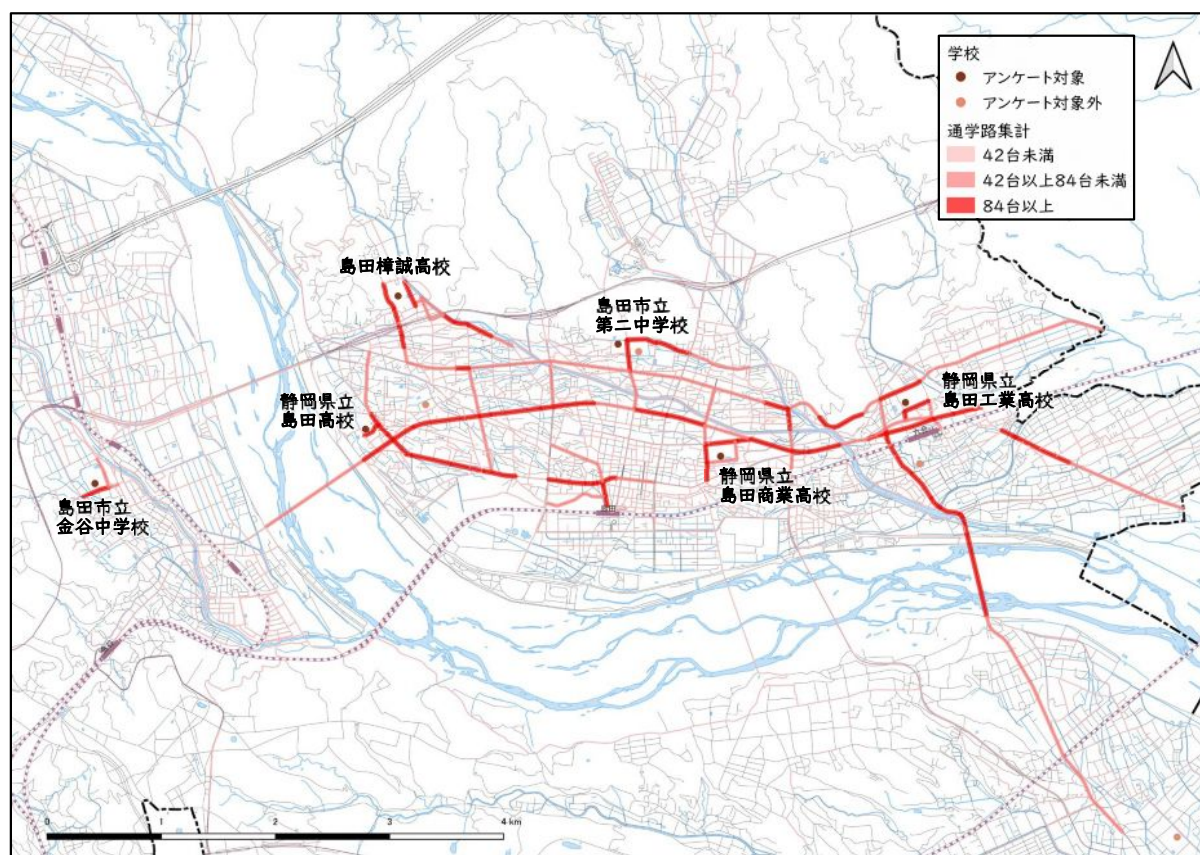 学校
アンケート対象
アンケート対象外
通学路集計
42台未満
42台以上84台未満
84台以上
島田樟誠高校
島田市立
第二中学校
静岡県立
島田工業高校
静岡県立
島田高校
静岡県立
島田商業高校
島田市立
金谷中学校
0 1 2 3 4 km